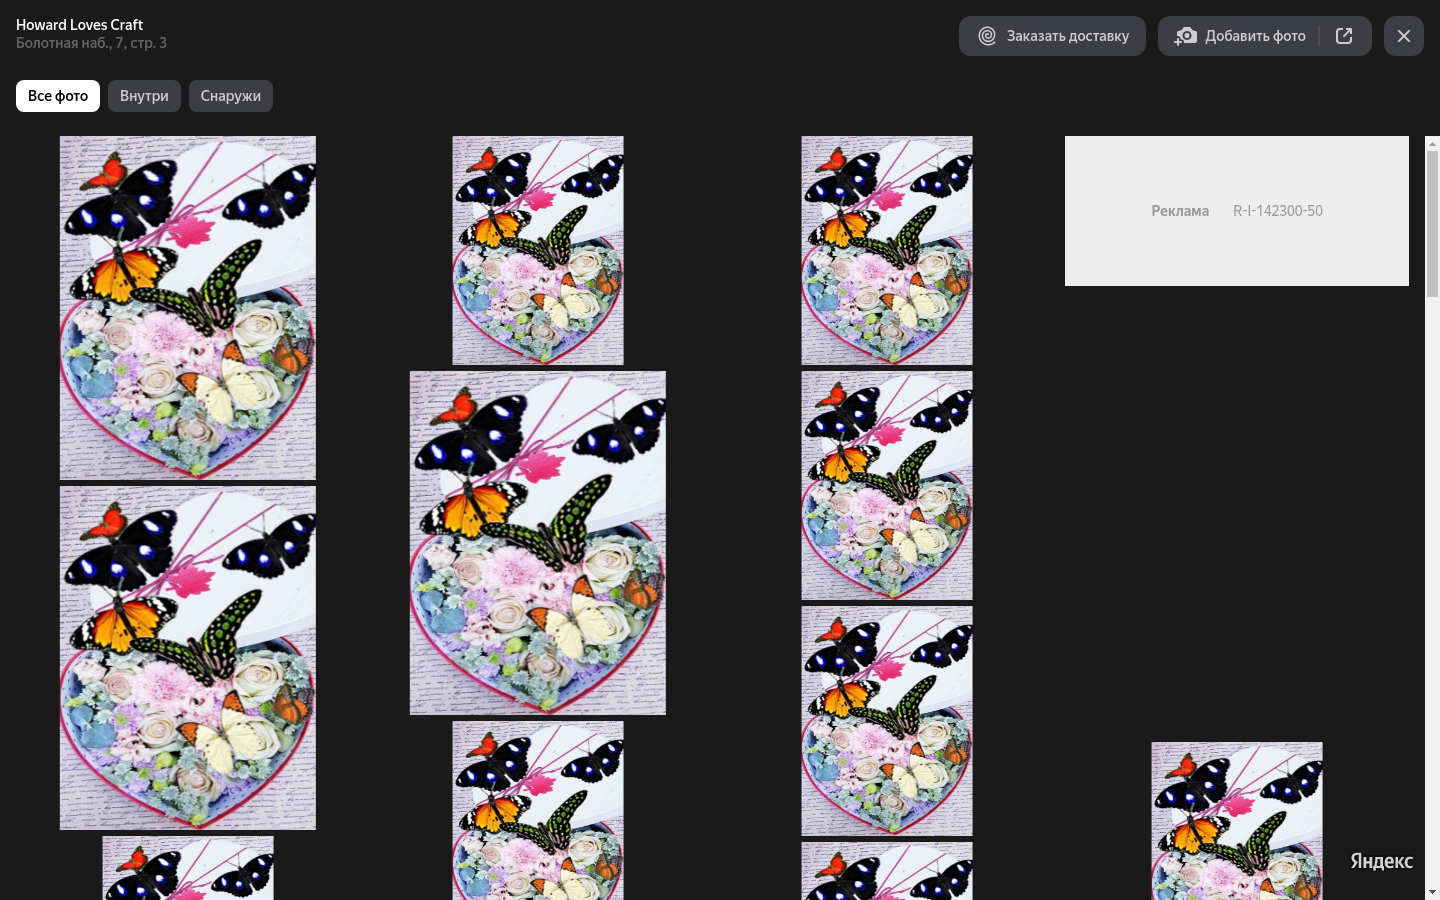 Howard Loves Craft
Болотная наб., 7, стр. 3
Заказать доставку
Добавить фото
Все фото
Внутри
Снаружи
Реклама R-I-142300-50
Яндекс